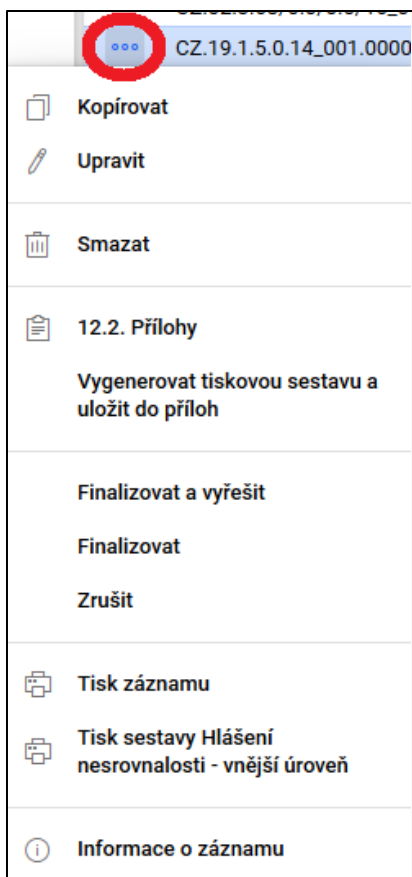 CZ.19.1.5.0.14_001.0000
Kopírovat
Upravit
Smazat
12.2. Přílohy
Vygenerovat tiskovou sestavu a
uložit do příloh
Finalizovat a vyřešit
Finalizovat
Zrušit
Tisk záznamu
Tisk sestavy Hlášení
nesrovnalosti - vnější úroveň
Informace o záznamu